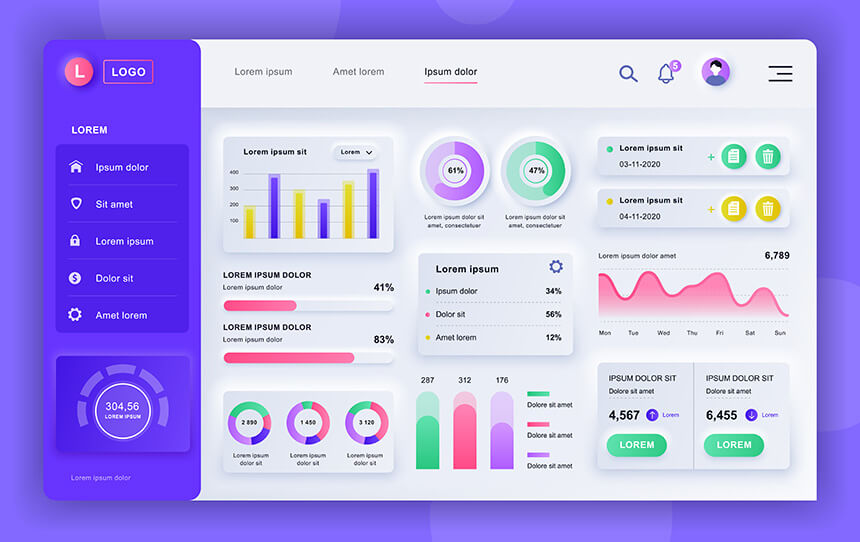 L
LOGO
Lorem ipsum
Amet lorem
Ipsum dolor
5
LOREM
Ipsum dolor
Sit amet
Lorem ipsum
Dolor sit
Amet lorem
304,56
LOREM IPSUM
Lorem ipsum dolor
Lorem ipsum sit
Lorem
400
300
200
100
61%
Lorem ipsum dolor sit
amet, consectetuer
47%
Lorem ipsum dolor sit
amet, consectetuer
Lorem ipsum sit
03-11-2020
+
Lorem ipsum sit
04-11-2020
+
LOREM IPSUM DOLOR
Lorem ipsum dolor
41%
LOREM IPSUM DOLOR
Lorem ipsum dolor
83%
Lorem ipsum
Ipsum dolor 34%
Dolor sit 56%
Amet lorem 12%
Lorem ipsum dolor amet
6,789
Mon Tue Wed Thu Fri Sat Sun
2 890
Lorem ipsum
dolor sit
1 450
Lorem ipsum
dolor sit
3 120
Lorem ipsum
dolor sit
287 312 176
Dolore sit amet
Dolore sit amet
Dolore sit amet
IPSUM DOLOR SIT
Dolore sit amet
4,567
Lorem
LOREM
IPSUM DOLOR SIT
Dolore sit amet
6,455
Lorem
LOREM